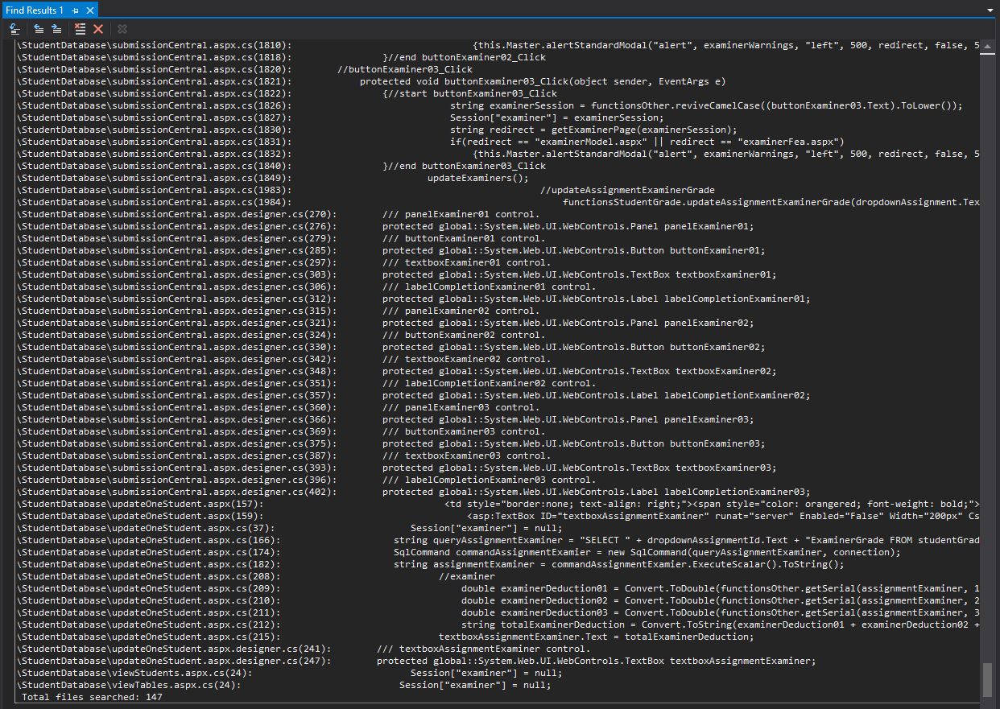 Find Results 1
\StudentDatabase\submissionCentral.aspx.cs(1810): {this.Master.alertStandardModal("alert", examinerWarnings, "left", 500, redirect, false, 5
\StudentDatabase\submissionCentral.aspx.cs(1818): }//end buttonExaminer02_Click
\StudentDatabase\submissionCentral.aspx.cs(1820): //buttonExaminer03_Click
\StudentDatabase\submissionCentral.aspx.cs(1821): protected void buttonExaminer03_Click(object sender, EventArgs e)
\StudentDatabase\submissionCentral.aspx.cs(1822): {//start buttonExaminer03_Click
\StudentDatabase\submissionCentral.aspx.cs(1826): string examinerSession = functionsOther.reviveCamelCase((buttonExaminer03.Text).ToLower());
\StudentDatabase\submissionCentral.aspx.cs(1827): Session["examiner"] = examinerSession;
\StudentDatabase\submissionCentral.aspx.cs(1830): string redirect = getExaminerPage(examinerSession);
\StudentDatabase\submissionCentral.aspx.cs(1831): if(redirect == "examinerModel.aspx" || redirect == "examinerFea.aspx")
\StudentDatabase\submissionCentral.aspx.cs(1832): {this.Master.alertStandardModal("alert", examinerWarnings, "left", 500, redirect, false, 5
\StudentDatabase\submissionCentral.aspx.cs(1840): }//end buttonExaminer03_Click
\StudentDatabase\submissionCentral.aspx.cs(1849): updateExaminers();
\StudentDatabase\submissionCentral.aspx.cs(1983): //updateAssignmentExaminerGrade
\StudentDatabase\submissionCentral.aspx.cs(1984): functionsStudentGrade.updateAssignmentExaminerGrade(dropdownAssignment.Tex
\StudentDatabase\submissionCentral.aspx.designer.cs(270): /// panelExaminer01 control.
\StudentDatabase\submissionCentral.aspx.designer.cs(276): protected global::System.Web.UI.WebControls.Panel panelExaminer01;
\StudentDatabase\submissionCentral.aspx.designer.cs(279): /// buttonExaminer01 control.
\StudentDatabase\submissionCentral.aspx.designer.cs(285): protected global::System.Web.UI.WebControls.Button buttonExaminer01;
\StudentDatabase\submissionCentral.aspx.designer.cs(297): /// textboxExaminer01 control.
\StudentDatabase\submissionCentral.aspx.designer.cs(303): protected global::System.Web.UI.WebControls.TextBox textboxExaminer01;
\StudentDatabase\submissionCentral.aspx.designer.cs(306): /// labelCompletionExaminer01 control.
\StudentDatabase\submissionCentral.aspx.designer.cs(312): protected global::System.Web.UI.WebControls.Label labelCompletionExaminer01;
\StudentDatabase\submissionCentral.aspx.designer.cs(315): /// panelExaminer02 control.
\StudentDatabase\submissionCentral.aspx.designer.cs(321): protected global::System.Web.UI.WebControls.Panel panelExaminer02;
\StudentDatabase\submissionCentral.aspx.designer.cs(324): /// buttonExaminer02 control.
\StudentDatabase\submissionCentral.aspx.designer.cs(330): protected global::System.Web.UI.WebControls.Button buttonExaminer02;
\StudentDatabase\submissionCentral.aspx.designer.cs(342): /// textboxExaminer02 control.
\StudentDatabase\submissionCentral.aspx.designer.cs(348): protected global::System.Web.UI.WebControls.TextBox textboxExaminer02;
\StudentDatabase\submissionCentral.aspx.designer.cs(351): /// labelCompletionExaminer02 control.
\StudentDatabase\submissionCentral.aspx.designer.cs(357): protected global::System.Web.UI.WebControls.Label labelCompletionExaminer02;
\StudentDatabase\submissionCentral.aspx.designer.cs(360): /// panelExaminer03 control.
\StudentDatabase\submissionCentral.aspx.designer.cs(366): protected global::System.Web.UI.WebControls.Panel panelExaminer03;
\StudentDatabase\submissionCentral.aspx.designer.cs(369): /// buttonExaminer03 control.
\StudentDatabase\submissionCentral.aspx.designer.cs(375): protected global::System.Web.UI.WebControls.Button buttonExaminer03;
\StudentDatabase\submissionCentral.aspx.designer.cs(387): /// textboxExaminer03 control.
\StudentDatabase\submissionCentral.aspx.designer.cs(393): protected global::System.Web.UI.WebControls.TextBox textboxExaminer03;
\StudentDatabase\submissionCentral.aspx.designer.cs(396): /// labelCompletionExaminer03 control.
\StudentDatabase\submissionCentral.aspx.designer.cs(402): protected global::System.Web.UI.WebControls.Label labelCompletionExaminer03;
\StudentDatabase\updateOneStudent.aspx(157): <td style="border:none; text-align: right;"><span style="color: orangered; font-weight: bold;">
\StudentDatabase\updateOneStudent.aspx(159): <asp:TextBox ID="textboxAssignmentExaminer" runat="server" Enabled="False" Width="200px" Cs
\StudentDatabase\updateOneStudent.aspx.cs(37): Session["examiner"] = null;
\StudentDatabase\updateOneStudent.aspx.cs(166): string queryAssignmentExaminer = "SELECT " + dropdownAssignmentId.Text + "ExaminerGrade FROM studentGrad
\StudentDatabase\updateOneStudent.aspx.cs(174): SqlCommand commandAssignmentExamier = new SqlCommand(queryAssignmentExaminer, connection);
\StudentDatabase\updateOneStudent.aspx.cs(182): string assignmentExaminer = commandAssignmentExamier.ExecuteScalar().ToString();
\StudentDatabase\updateOneStudent.aspx.cs(208): //examiner
\StudentDatabase\updateOneStudent.aspx.cs(209): double examinerDeduction01 = Convert.ToDouble(functionsOther.getSerial(assignmentExaminer, 1
\StudentDatabase\updateOneStudent.aspx.cs(210): double examinerDeduction02 = Convert.ToDouble(functionsOther.getSerial(assignmentExaminer, 2
\StudentDatabase\updateOneStudent.aspx.cs(211): double examinerDeduction03 = Convert.ToDouble(functionsOther.getSerial(assignmentExaminer, 3
\StudentDatabase\updateOneStudent.aspx.cs(212): string totalExaminerDeduction = Convert.ToString(examinerDeduction01 + examinerDeduction02 +
\StudentDatabase\updateOneStudent.aspx.cs(215): textboxAssignmentExaminer.Text = totalExaminerDeduction;
\StudentDatabase\updateOneStudent.aspx.designer.cs(241): /// textboxAssignmentExaminer control.
\StudentDatabase\updateOneStudent.aspx.designer.cs(247): protected global::System.Web.UI.WebControls.TextBox textboxAssignmentExaminer;
\StudentDatabase\viewStudents.aspx.cs(24): Session["examiner"] = null;
\StudentDatabase\viewTables.aspx.cs(24): Session["examiner"] = null;
Total files searched: 147